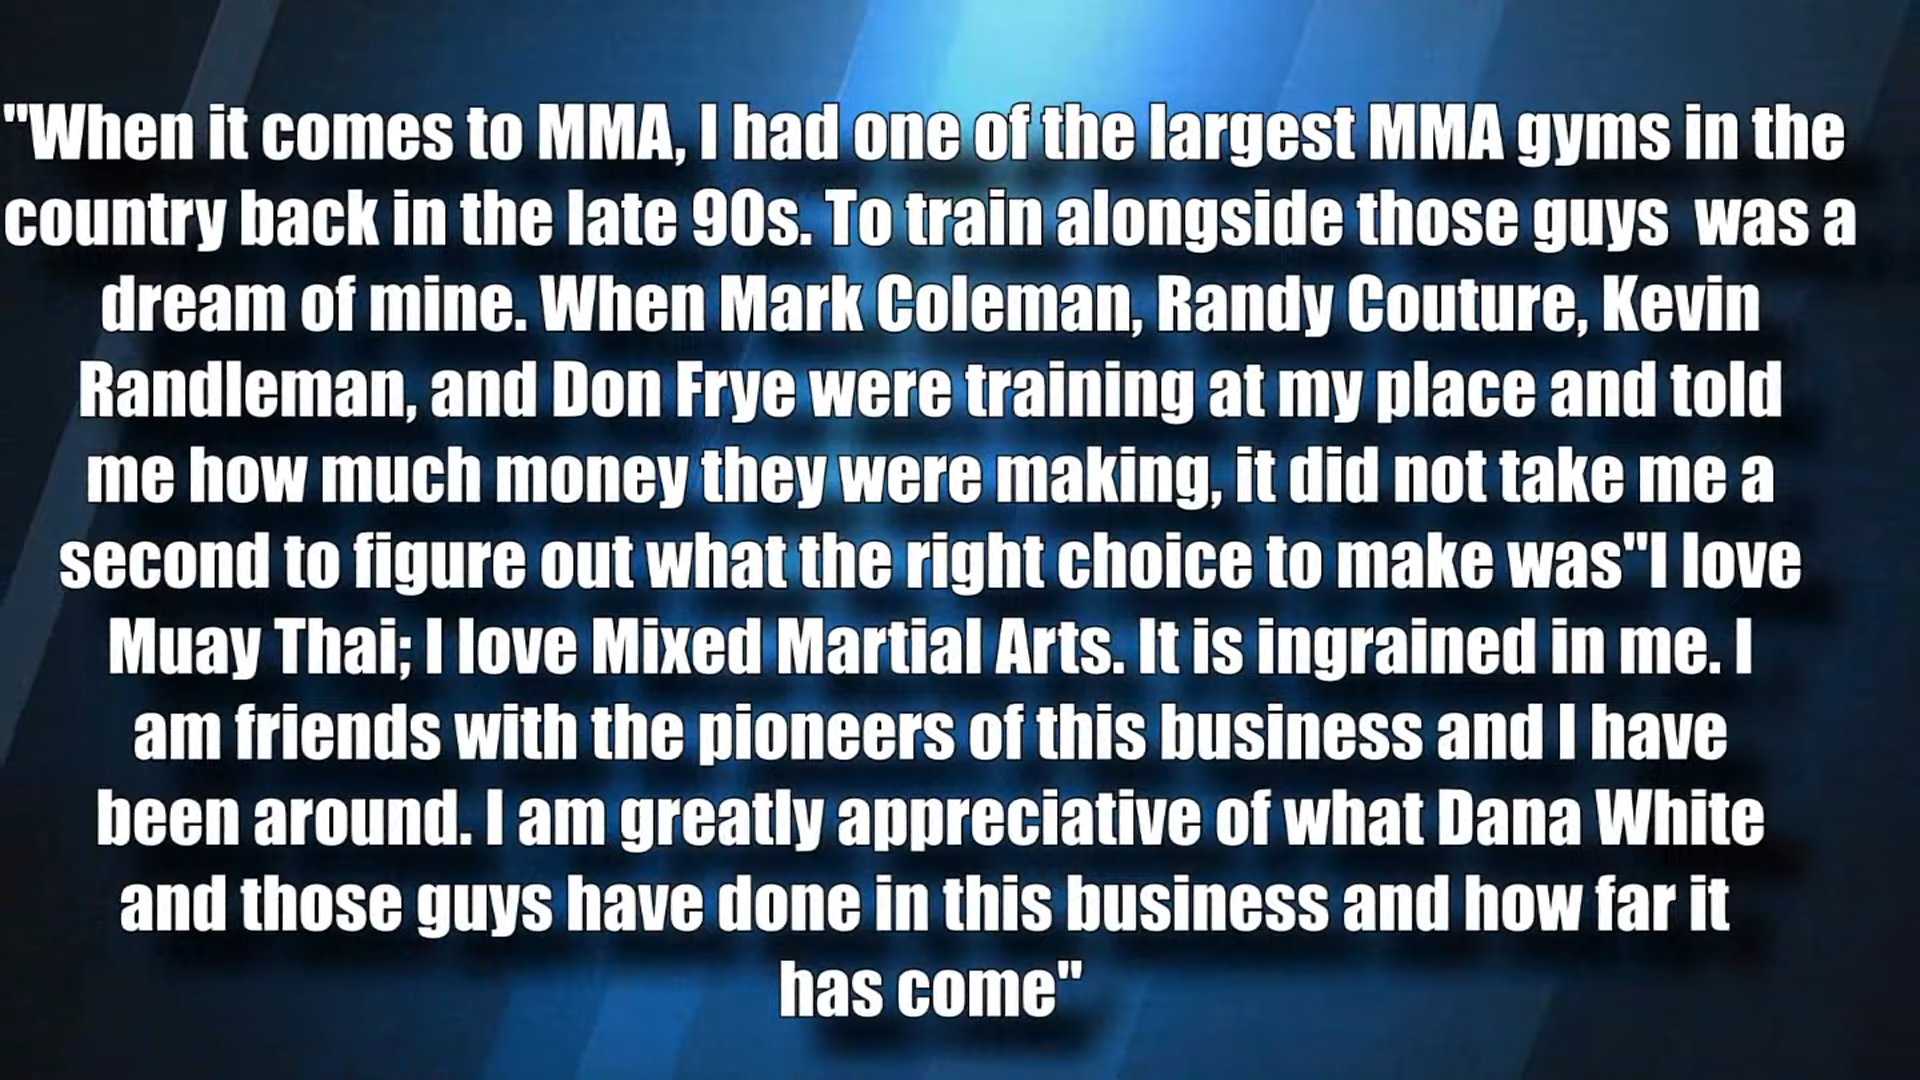 "When it comes to MMA, I had one of the largest MMA gyms in the
country back in the late 90s. To train alongside those guys  was a
dream of mine. When Mark Coleman, Randy Couture, Kevin
Randleman, and Don Frye were training at my place and told
me how much money they were making, it did not take me a
second to figure out what the right choice to make was"I love
Muay Thai; I love Mixed Martial Arts. It is ingrained in me. I
am friends with the pioneers of this business and I have
been around. I am greatly appreciative of what Dana White
and those guys have done in this business and how far it
has come"